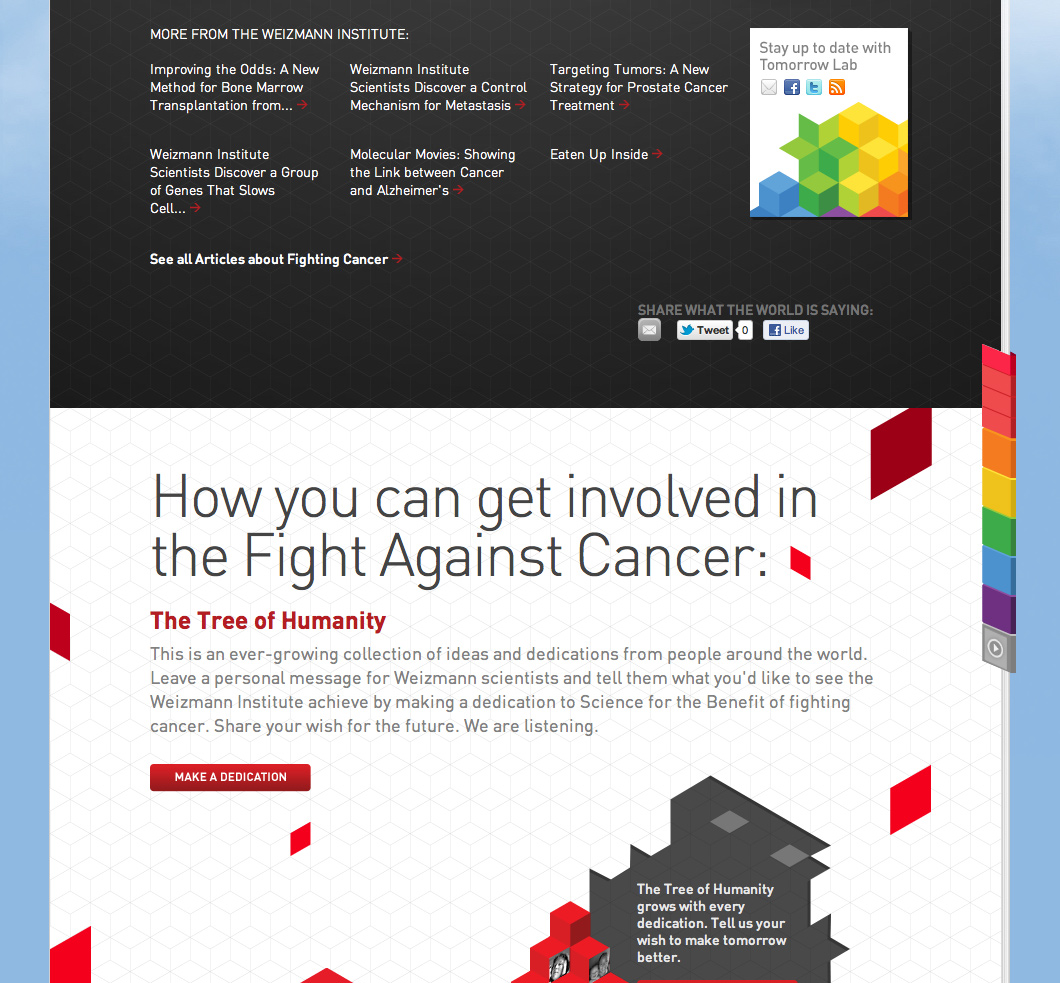 MORE FROM THE WEIZMANN INSTITUTE:
Improving the Odds: A New
Method for Bone Marrow
Transplantation from...
Weizmann Institute
Scientists Discover a Control
Mechanism for Metastasis
Targeting Tumors: A New
Strategy for Prostate Cancer
Treatment
Weizmann Institute
Scientists Discover a Group
of Genes That Slows
Cell...
Molecular Movies: Showing
the Link between Cancer
and Alzheimer's
Eaten Up Inside
See all Articles about Fighting Cancer
Stay up to date with
Tomorrow Lab
SHARE WHAT THE WORLD IS SAYING:
Tweet 0 Like
How you can get involved in
the Fight Against Cancer:
The Tree of Humanity
This is an ever-growing collection of ideas and dedications from people around the world.
Leave a personal message for Weizmann scientists and tell them what you'd like to see the
Weizmann Institute achieve by making a dedication to Science for the Benefit of fighting
cancer. Share your wish for the future. We are listening.
MAKE A DEDICATION
The Tree of Humanity
grows with every
dedication. Tell us your
wish to make tomorrow
better.